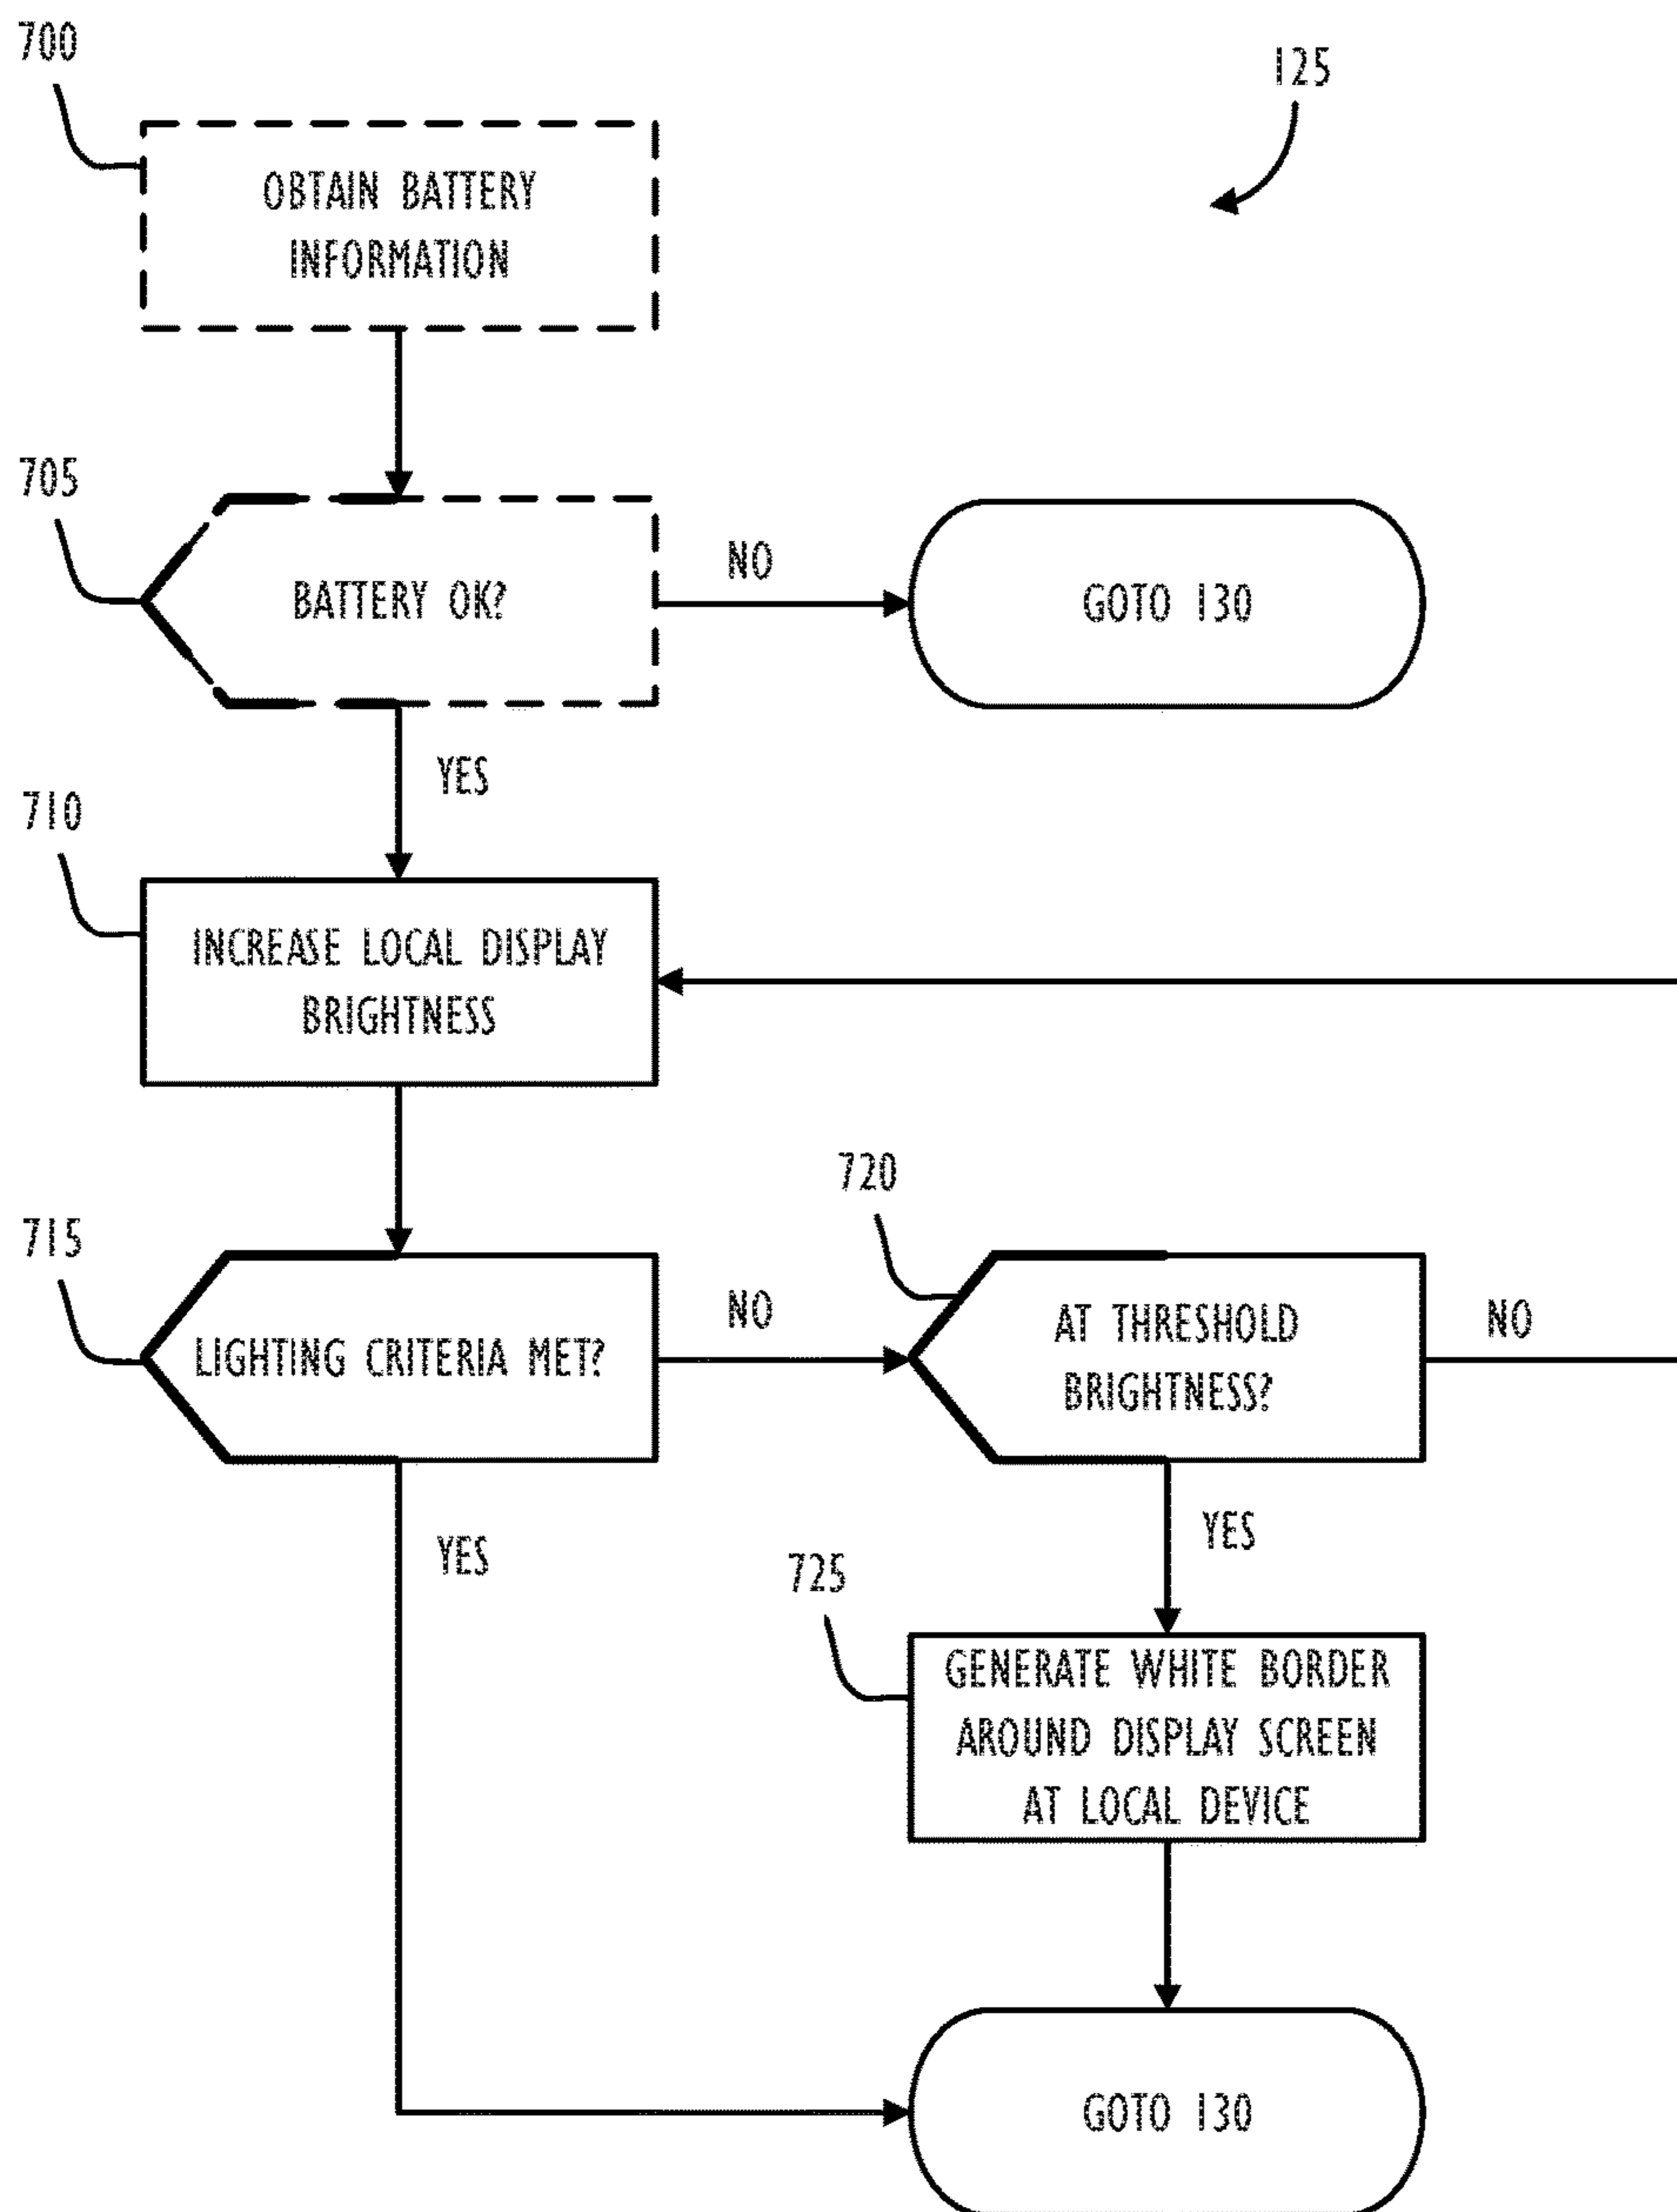 700
125
OBTAIN BATTERY
INFORMATION
705
BATTERY OK?
NO
GOTO 130
YES
710
INCREASE LOCAL DISPLAY
BRIGHTNESS
720
715
LIGHTING CRITERIA MET?
NO
AT THRESHOLD
BRIGHTNESS?
NO
YES
YES
725
GENERATE WHITE BORDER
AROUND DISPLAY SCREEN
AT LOCAL DEVICE
GOTO 130